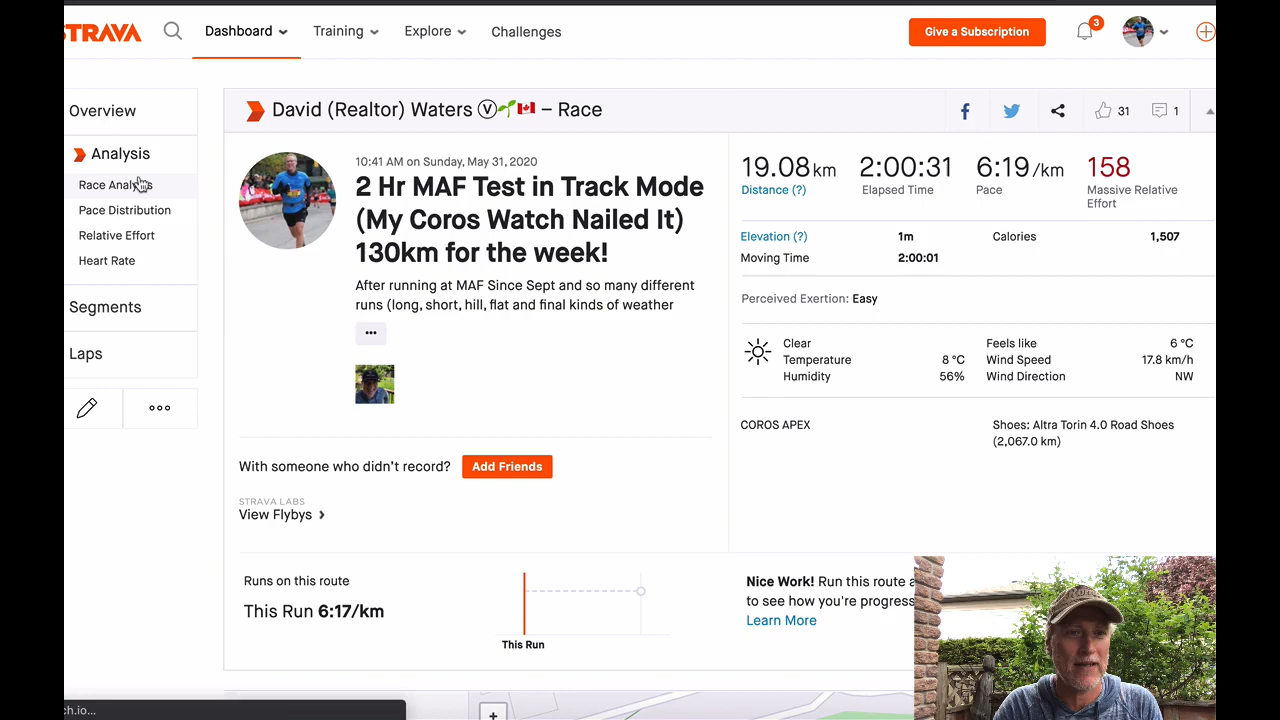 STRAVA
Dashboard
Training
Explore
Challenges
Give a Subscription
3
Overview
Analysis
Race Analysis
Pace Distribution
Relative Effort
Heart Rate
Segments
Laps
David (Realtor) Waters Ⓥ🌱🇨🇦 – Race
31
1
10:41 AM on Sunday, May 31, 2020
2 Hr MAF Test in Track Mode
(My Coros Watch Nailed It)
130km for the week!
After running at MAF Since Sept and so many different
runs (long, short, hill, flat and final kinds of weather
19.08 km 2:00:31 6:19 /km 158
Distance (?) Elapsed Time Pace Massive Relative
Effort
Elevation (?) 1m Calories 1,507
Moving Time 2:00:01
Perceived Exertion: Easy
Clear Feels like 6 °C
Temperature 8 °C Wind Speed 17.8 km/h
Humidity 56% Wind Direction NW
COROS APEX Shoes: Altra Torin 4.0 Road Shoes
(2,067.0 km)
With someone who didn't record? Add Friends
STRAVA LABS
View Flybys
Runs on this route
This Run 6:17/km
This Run
Nice Work! Run this route
to see how you're progress
Learn More
ch.io...